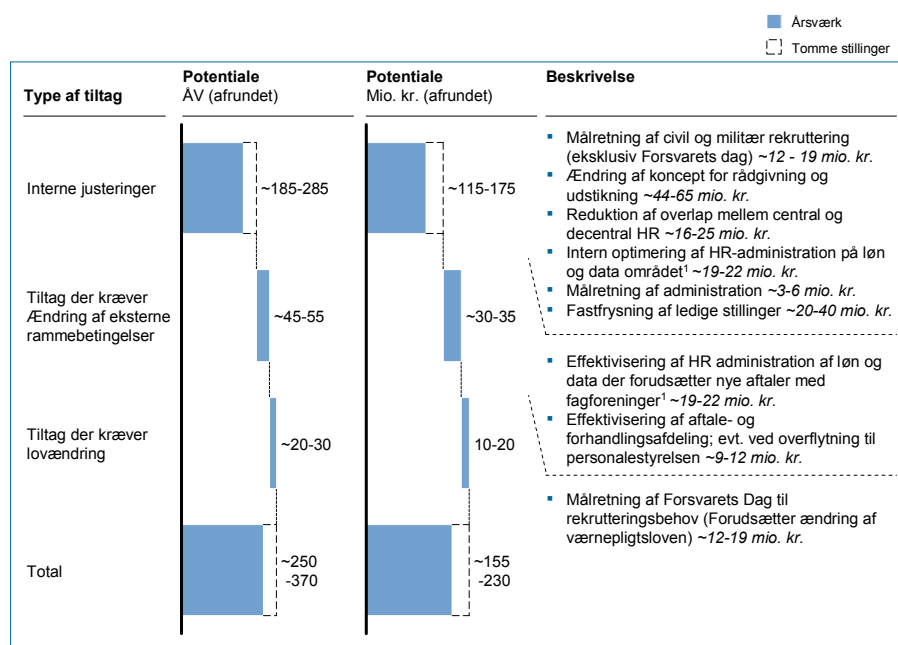 Årsværk
Tomme stillinger
Type af tiltag
Potentiale
ÅV (afrundet)
Potentiale
Mio. kr. (afrundet)
Beskrivelse
Interne justeringer
~185-285
~115-175
▪ Målretning af civil og militær rekruttering
(eksklusiv Forsvarets dag) ~12 - 19 mio. kr.
▪ Ændring af koncept for rådgivning og
udstikning ~44-65 mio. kr.
▪ Reduktion af overlap mellem central og
decentral HR ~16-25 mio. kr.
▪ Intern optimering af HR-administration på løn
og data området¹ ~19-22 mio. kr.
▪ Målretning af administration ~3-6 mio. kr.
▪ Fastfrysning af ledige stillinger ~20-40 mio. kr.
Tiltag der kræver
Ændring af eksterne
rammebetingelser
~45-55
~30-35
▪ Effektivisering af HR administration af løn og
data der forudsætter nye aftaler med
fagforeninger¹ ~19-22 mio. kr.
▪ Effektivisering af aftale- og
forhandlingsafdeling; evt. ved overflytning til
personalestyrelsen ~9-12 mio. kr.
Tiltag der kræver
lovændring
~20-30
10-20
▪ Målretning af Forsvarets Dag til
rekrutteringsbehov (Forudsætter ændring af
værnepligtsloven) ~12-19 mio. kr.
Total
~250
-370
~155
-230